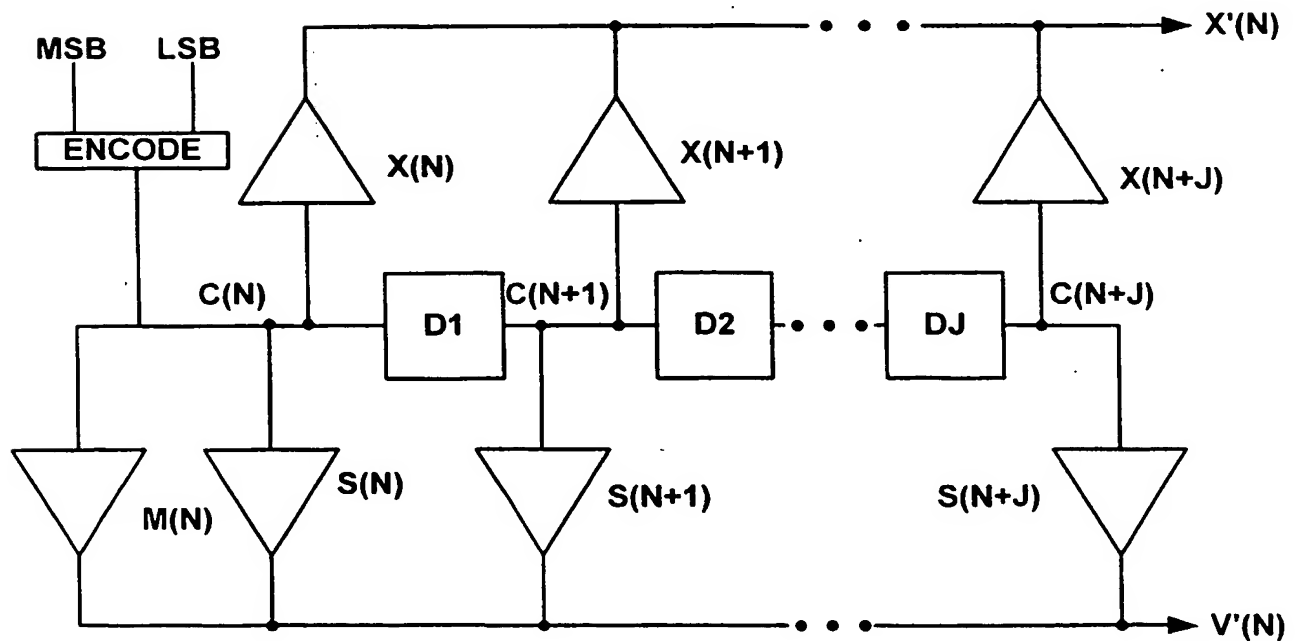 X'(N)
MSB LSB
ENCODE
X(N)
X(N+1)
X(N+J)
C(N)
D1
C(N+1)
D2
DJ
C(N+J)
M(N)
S(N)
S(N+1)
S(N+J)
V'(N)